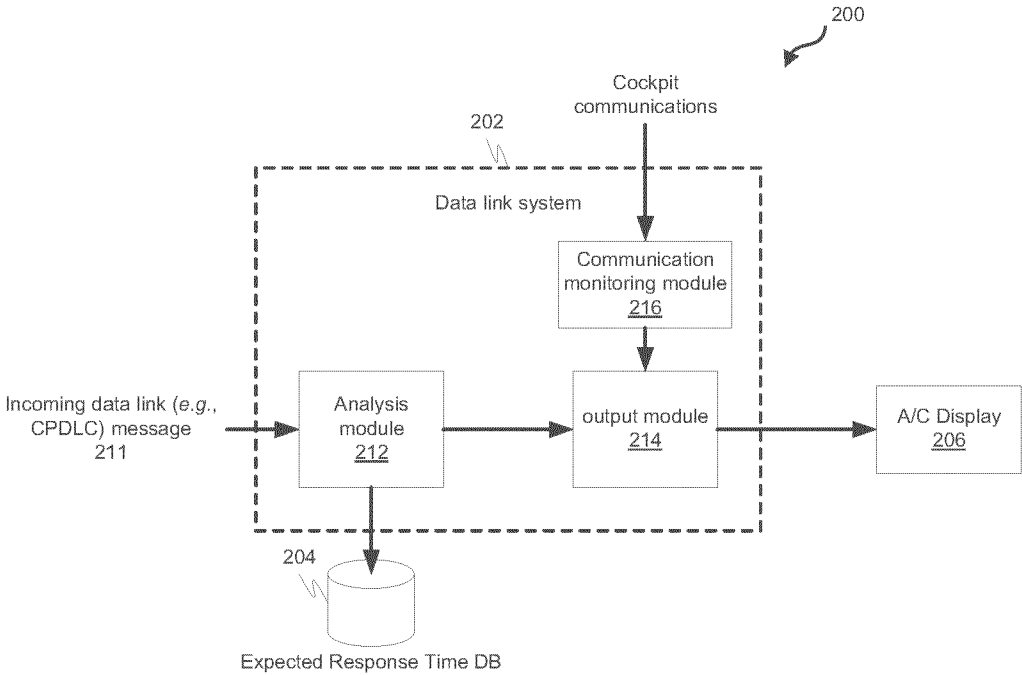 200
Cockpit
communications
202
Data link system
Communication
monitoring module
216
Incoming data link (e.g.,
CPDLC) message
211
Analysis
module
212
output module
214
A/C Display
206
204
Expected Response Time DB